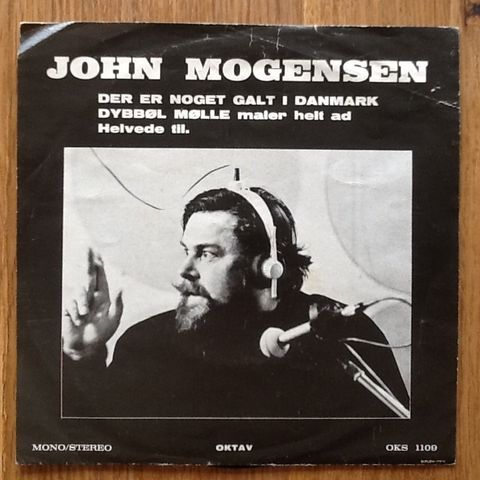 JOHN MOGENSEN
DER ER NOGET GALT I DANMARK
DYBBØL MØLLE maler helt ad
Helvede til.
MONO/STEREO OKTAV OKS 1109